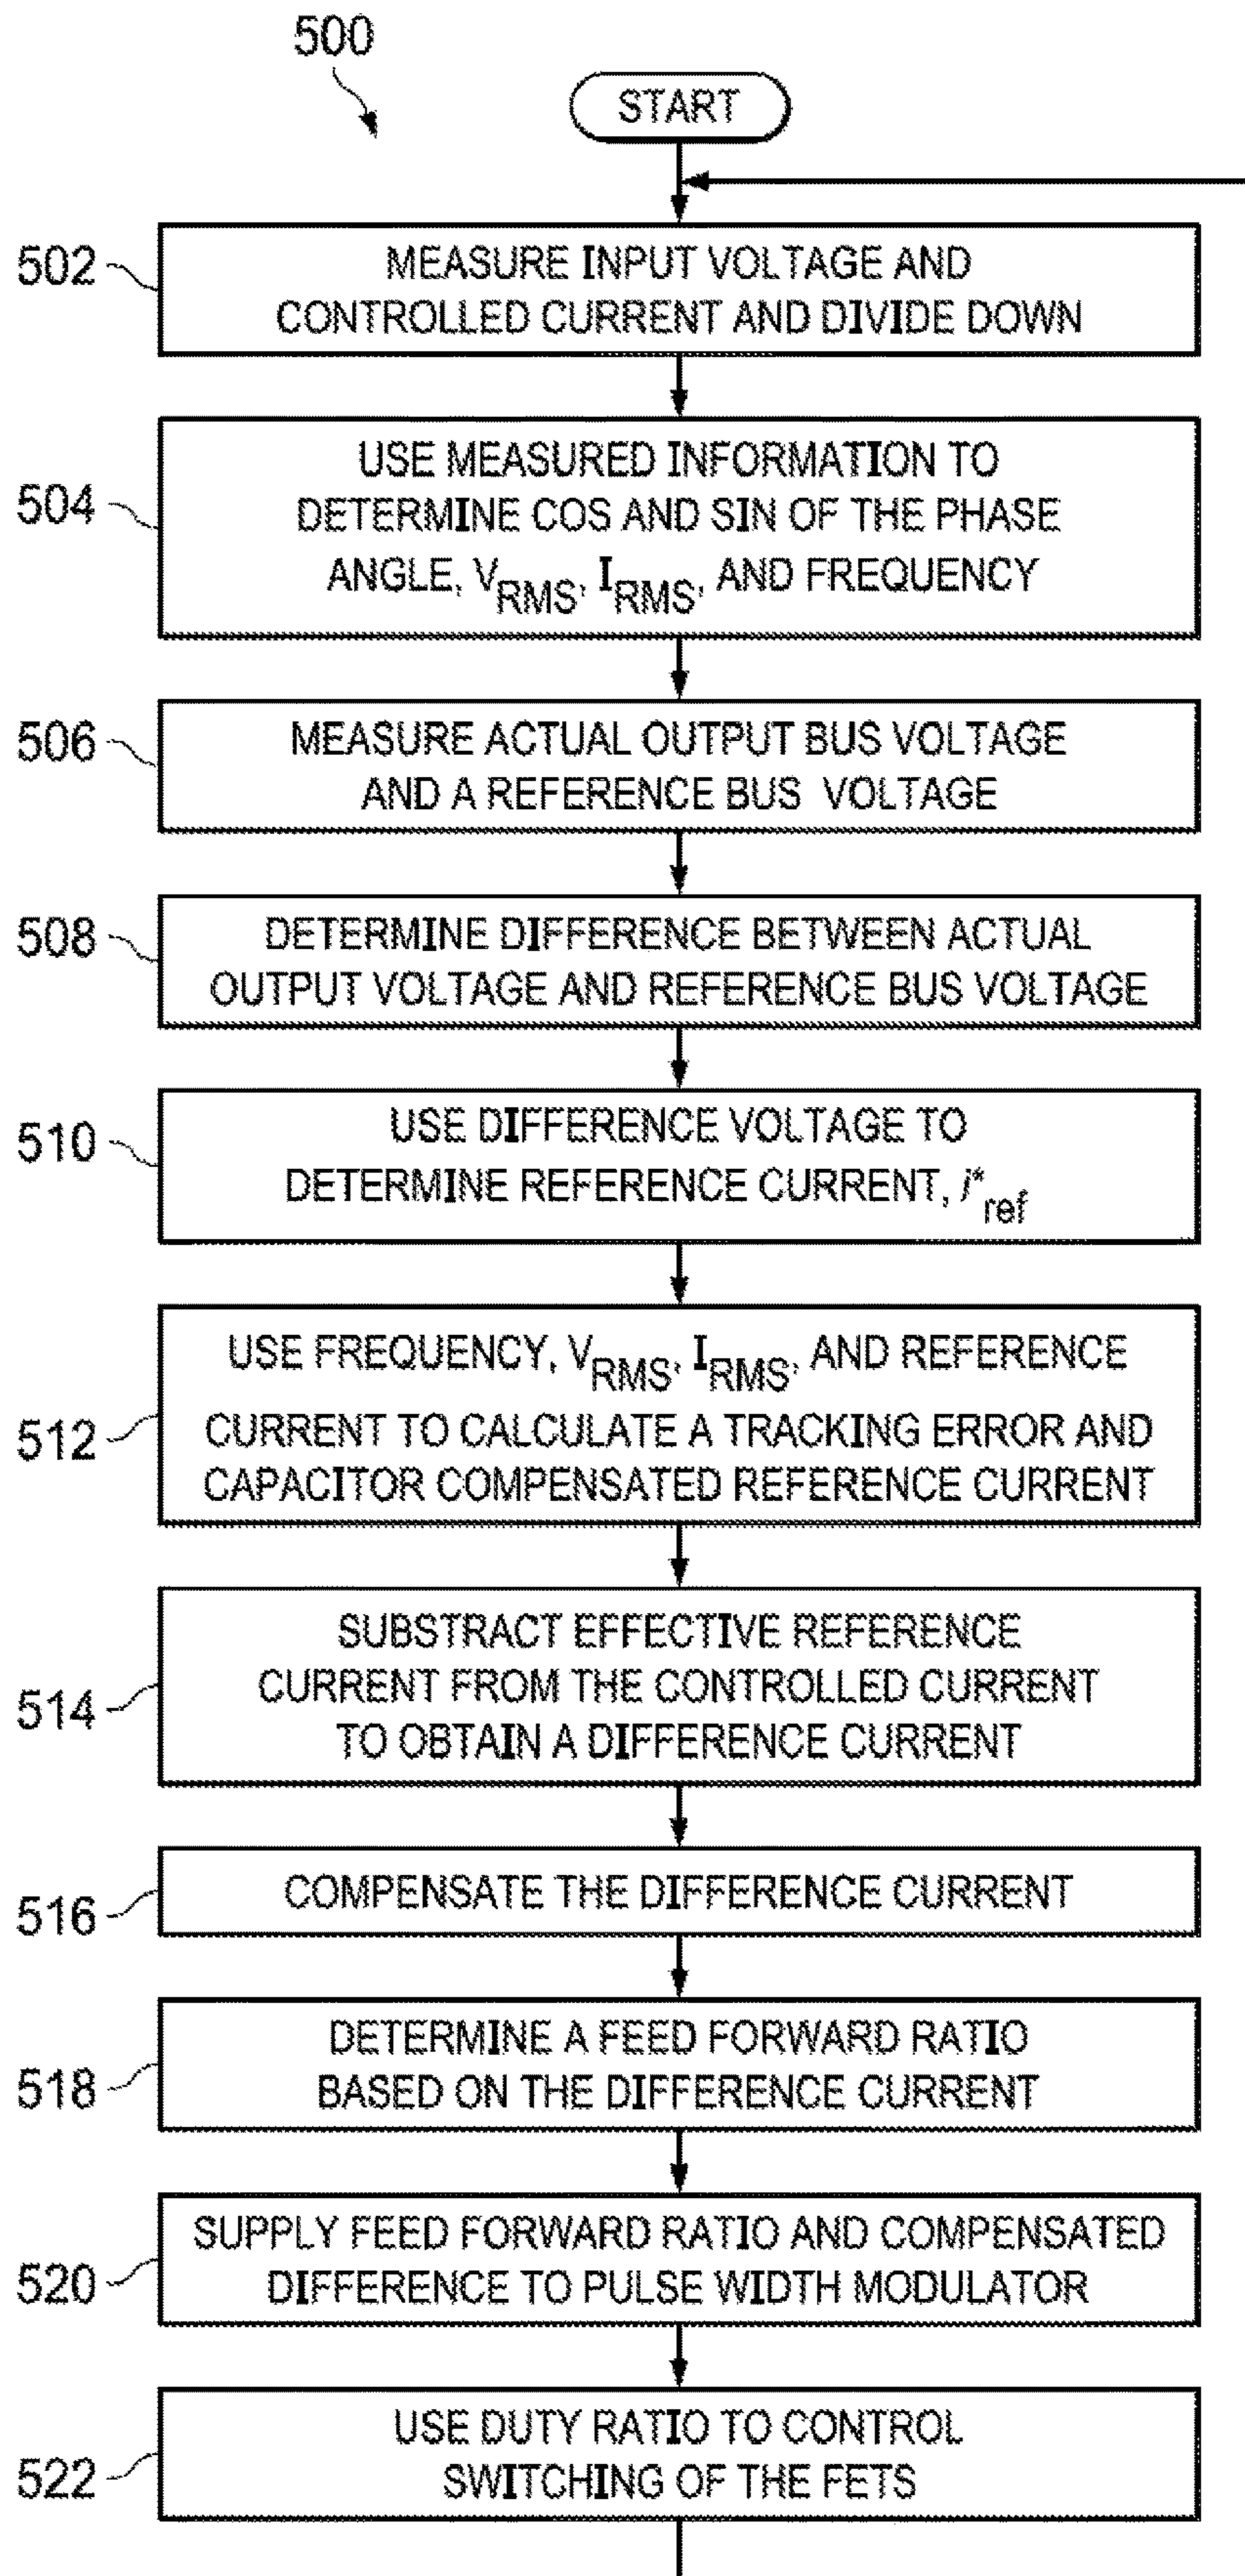 500
START
502
MEASURE INPUT VOLTAGE AND
CONTROLLED CURRENT AND DIVIDE DOWN
504
USE MEASURED INFORMATION TO
DETERMINE COS AND SIN OF THE PHASE
ANGLE, V_RMS, I_RMS, AND FREQUENCY
506
MEASURE ACTUAL OUTPUT BUS VOLTAGE
AND A REFERENCE BUS VOLTAGE
508
DETERMINE DIFFERENCE BETWEEN ACTUAL
OUTPUT VOLTAGE AND REFERENCE BUS VOLTAGE
510
USE DIFFERENCE VOLTAGE TO
DETERMINE REFERENCE CURRENT, i*_ref
512
USE FREQUENCY, V_RMS, I_RMS, AND REFERENCE
CURRENT TO CALCULATE A TRACKING ERROR AND
CAPACITOR COMPENSATED REFERENCE CURRENT
514
SUBSTRACT EFFECTIVE REFERENCE
CURRENT FROM THE CONTROLLED CURRENT
TO OBTAIN A DIFFERENCE CURRENT
516
COMPENSATE THE DIFFERENCE CURRENT
518
DETERMINE A FEED FORWARD RATIO
BASED ON THE DIFFERENCE CURRENT
520
SUPPLY FEED FORWARD RATIO AND COMPENSATED
DIFFERENCE TO PULSE WIDTH MODULATOR
522
USE DUTY RATIO TO CONTROL
SWITCHING OF THE FETS